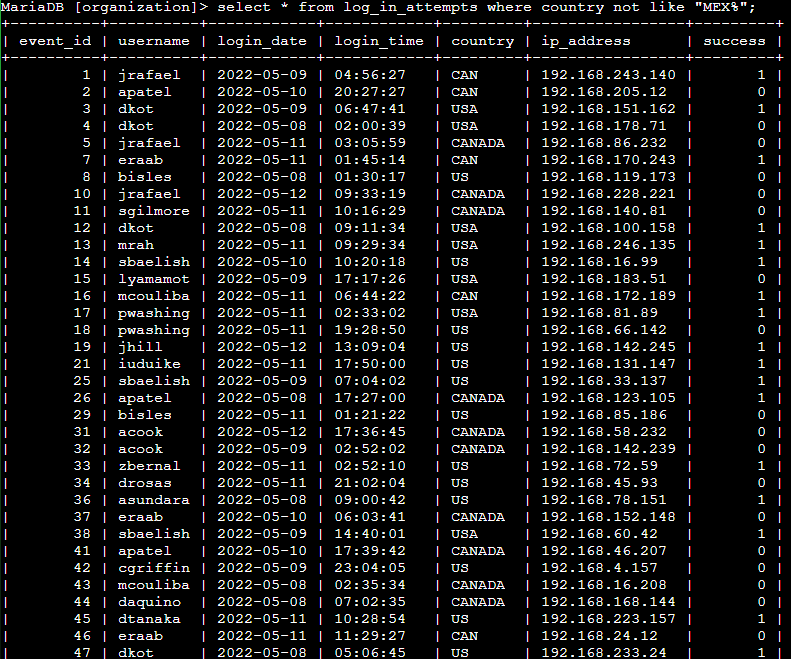 MariaDB [organization]> select * from log_in_attempts where country not like "MEX%";
+----------+----------+------------+------------+---------+-----------------+---------+
| event_id | username | login_date | login_time | country | ip_address      | success |
+----------+----------+------------+------------+---------+-----------------+---------+
|        1 | jrafael  | 2022-05-09 | 04:56:27   | CAN     | 192.168.243.140 |       1 |
|        2 | apatel   | 2022-05-10 | 20:27:27   | CAN     | 192.168.205.12  |       0 |
|        3 | dkot     | 2022-05-09 | 06:47:41   | USA     | 192.168.151.162 |       1 |
|        4 | dkot     | 2022-05-08 | 02:00:39   | USA     | 192.168.178.71  |       0 |
|        5 | jrafael  | 2022-05-11 | 03:05:59   | CANADA  | 192.168.86.232  |       0 |
|        7 | eraab    | 2022-05-11 | 01:45:14   | CAN     | 192.168.170.243 |       1 |
|        8 | bisles   | 2022-05-08 | 01:30:17   | US      | 192.168.119.173 |       0 |
|       10 | jrafael  | 2022-05-12 | 09:33:19   | CANADA  | 192.168.228.221 |       0 |
|       11 | sgilmore | 2022-05-11 | 10:16:29   | CANADA  | 192.168.140.81  |       0 |
|       12 | dkot     | 2022-05-08 | 09:11:34   | USA     | 192.168.100.158 |       1 |
|       13 | mrah     | 2022-05-11 | 09:29:34   | USA     | 192.168.246.135 |       1 |
|       14 | sbaelish | 2022-05-10 | 10:20:18   | US      | 192.168.16.99   |       1 |
|       15 | lyamamot | 2022-05-09 | 17:17:26   | USA     | 192.168.183.51  |       0 |
|       16 | mcouliba | 2022-05-11 | 06:44:22   | CAN     | 192.168.172.189 |       1 |
|       17 | pwashing | 2022-05-11 | 02:33:02   | USA     | 192.168.81.89   |       1 |
|       18 | pwashing | 2022-05-11 | 19:28:50   | US      | 192.168.66.142  |       0 |
|       19 | jhill    | 2022-05-12 | 13:09:04   | US      | 192.168.142.245 |       1 |
|       21 | iuduike  | 2022-05-11 | 17:50:00   | US      | 192.168.131.147 |       1 |
|       25 | sbaelish | 2022-05-09 | 07:04:02   | US      | 192.168.33.137  |       1 |
|       26 | apatel   | 2022-05-08 | 17:27:00   | CANADA  | 192.168.123.105 |       1 |
|       29 | bisles   | 2022-05-11 | 01:21:22   | US      | 192.168.85.186  |       0 |
|       31 | acook    | 2022-05-12 | 17:36:45   | CANADA  | 192.168.58.232  |       0 |
|       32 | acook    | 2022-05-09 | 02:52:02   | CANADA  | 192.168.142.239 |       0 |
|       33 | zbernal  | 2022-05-11 | 02:52:10   | US      | 192.168.72.59   |       1 |
|       34 | drosas   | 2022-05-11 | 21:02:04   | US      | 192.168.45.93   |       0 |
|       36 | asundara | 2022-05-08 | 09:00:42   | US      | 192.168.78.151  |       1 |
|       37 | eraab    | 2022-05-10 | 06:03:41   | CANADA  | 192.168.152.148 |       0 |
|       38 | sbaelish | 2022-05-09 | 14:40:01   | USA     | 192.168.60.42   |       1 |
|       41 | apatel   | 2022-05-10 | 17:39:42   | CANADA  | 192.168.46.207  |       0 |
|       42 | cgriffin | 2022-05-09 | 23:04:05   | US      | 192.168.4.157   |       0 |
|       43 | mcouliba | 2022-05-08 | 02:35:34   | CANADA  | 192.168.16.208  |       0 |
|       44 | daquino  | 2022-05-08 | 07:02:35   | CANADA  | 192.168.168.144 |       0 |
|       45 | dtanaka  | 2022-05-11 | 10:28:54   | US      | 192.168.223.157 |       1 |
|       46 | eraab    | 2022-05-11 | 11:29:27   | CAN     | 192.168.24.12   |       0 |
|       47 | dkot     | 2022-05-08 | 05:06:45   | US      | 192.168.233.24  |       1 |